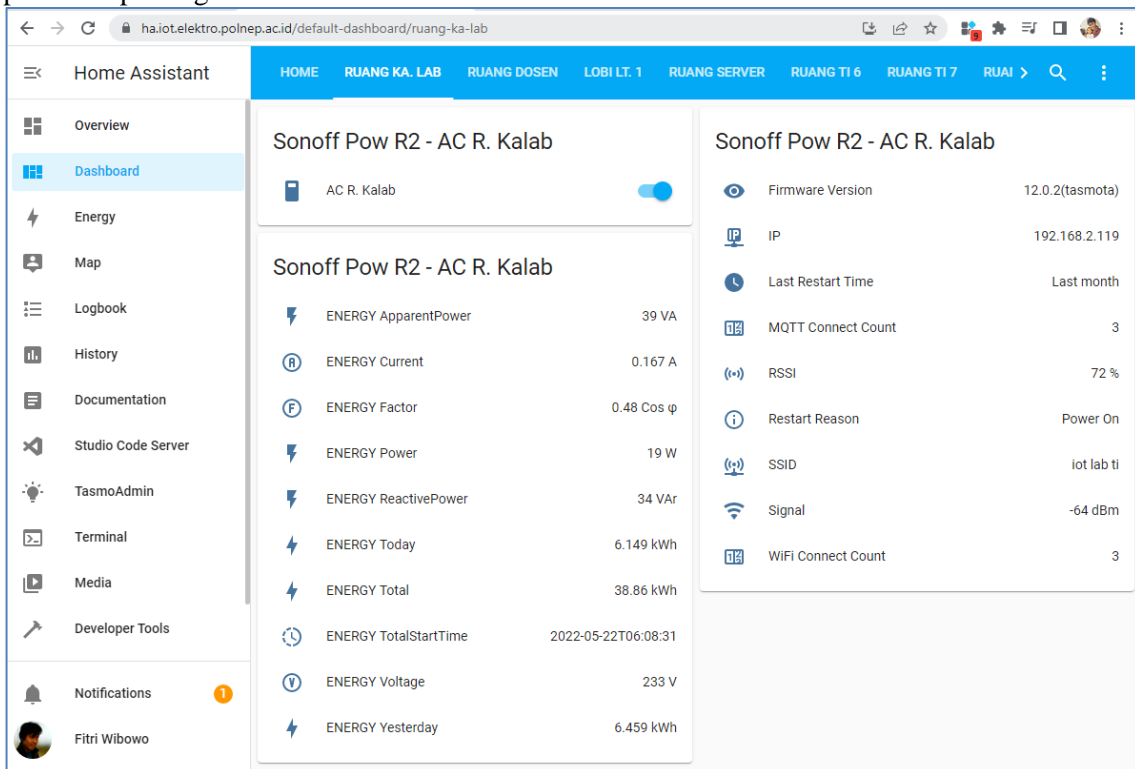 ha.iot.elektro.polnep.ac.id/default-dashboard/ruang-ka-lab
9
Home Assistant
HOME RUANG KA. LAB RUANG DOSEN LOBI LT. 1 RUANG SERVER RUANG TI 6 RUANG TI 7 RUAI
Overview
Dashboard
Energy
Map
Logbook
History
Documentation
Studio Code Server
TasmoAdmin
Terminal
Media
Developer Tools
Notifications 1
Fitri Wibowo
Sonoff Pow R2 - AC R. Kalab
AC R. Kalab
Sonoff Pow R2 - AC R. Kalab
ENERGY ApparentPower 39 VA
ENERGY Current 0.167 A
ENERGY Factor 0.48 Cos φ
ENERGY Power 19 W
ENERGY ReactivePower 34 VAr
ENERGY Today 6.149 kWh
ENERGY Total 38.86 kWh
ENERGY TotalStartTime 2022-05-22T06:08:31
ENERGY Voltage 233 V
ENERGY Yesterday 6.459 kWh
Sonoff Pow R2 - AC R. Kalab
Firmware Version 12.0.2(tasmota)
IP 192.168.2.119
Last Restart Time Last month
MQTT Connect Count 3
RSSI 72 %
Restart Reason Power On
SSID iot lab ti
Signal -64 dBm
WiFi Connect Count 3